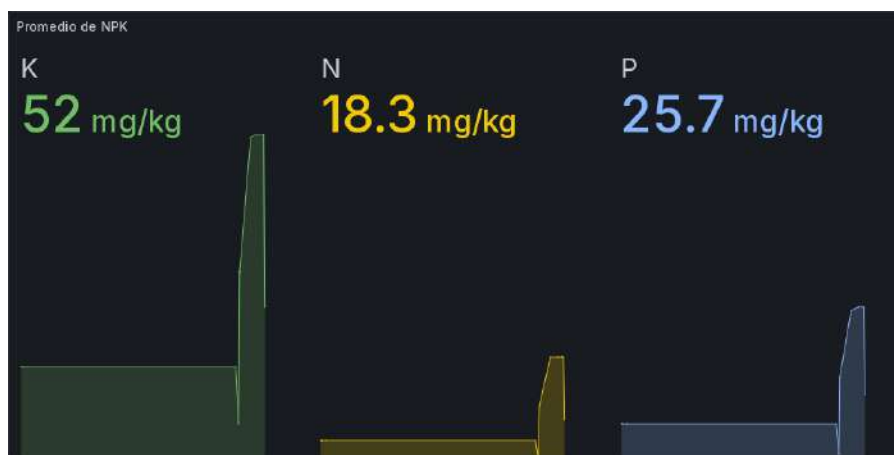 Promedio de NPK
K
52 mg/kg
N
18.3 mg/kg
P
25.7 mg/kg